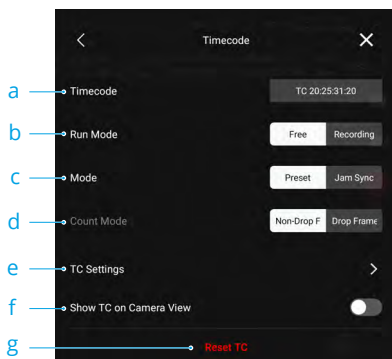 Timecode
a Timecode TC 20:25:31:20
b Run Mode Free Recording
c Mode Preset Jam Sync
d Count Mode Non-Drop F Drop Frame
e TC Settings
f Show TC on Camera View
g Reset TC